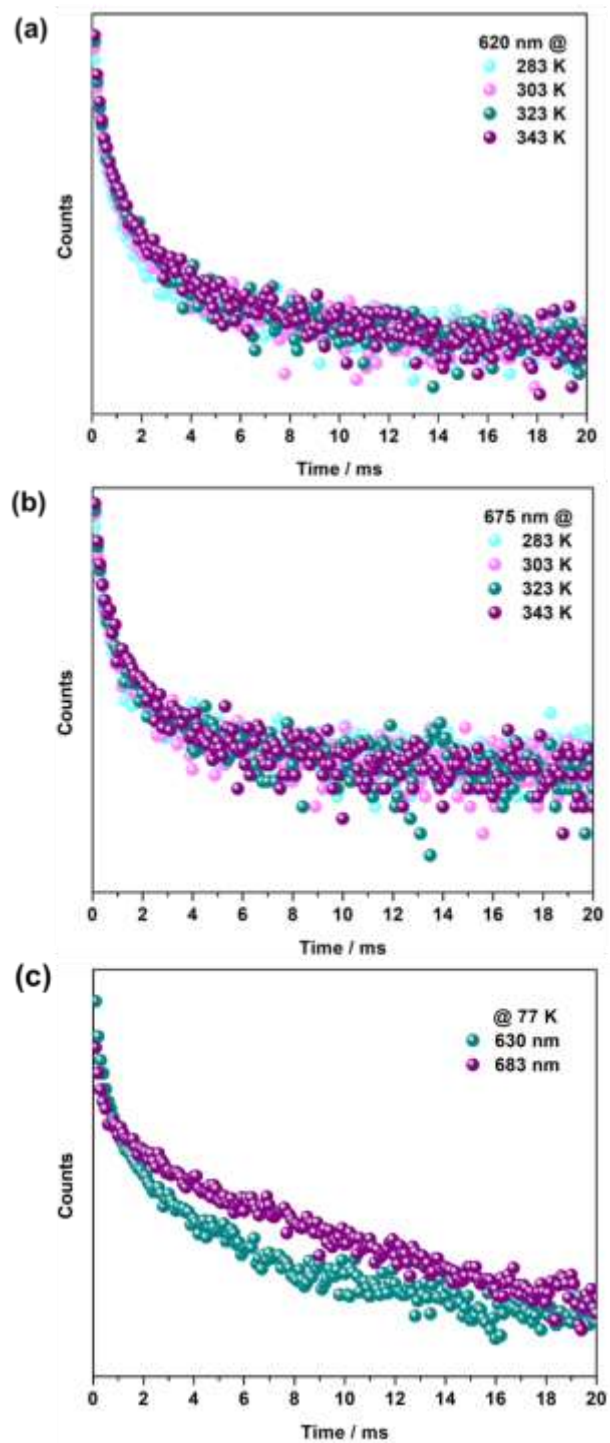 (a)
620 nm @
283 K
303 K
323 K
343 K
Counts
0 2 4 6 8 10 12 14 16 18 20
Time / ms
(b)
675 nm @
283 K
303 K
323 K
343 K
Counts
0 2 4 6 8 10 12 14 16 18 20
Time / ms
(c)
@ 77 K
630 nm
683 nm
Counts
0 2 4 6 8 10 12 14 16 18 20
Time / ms